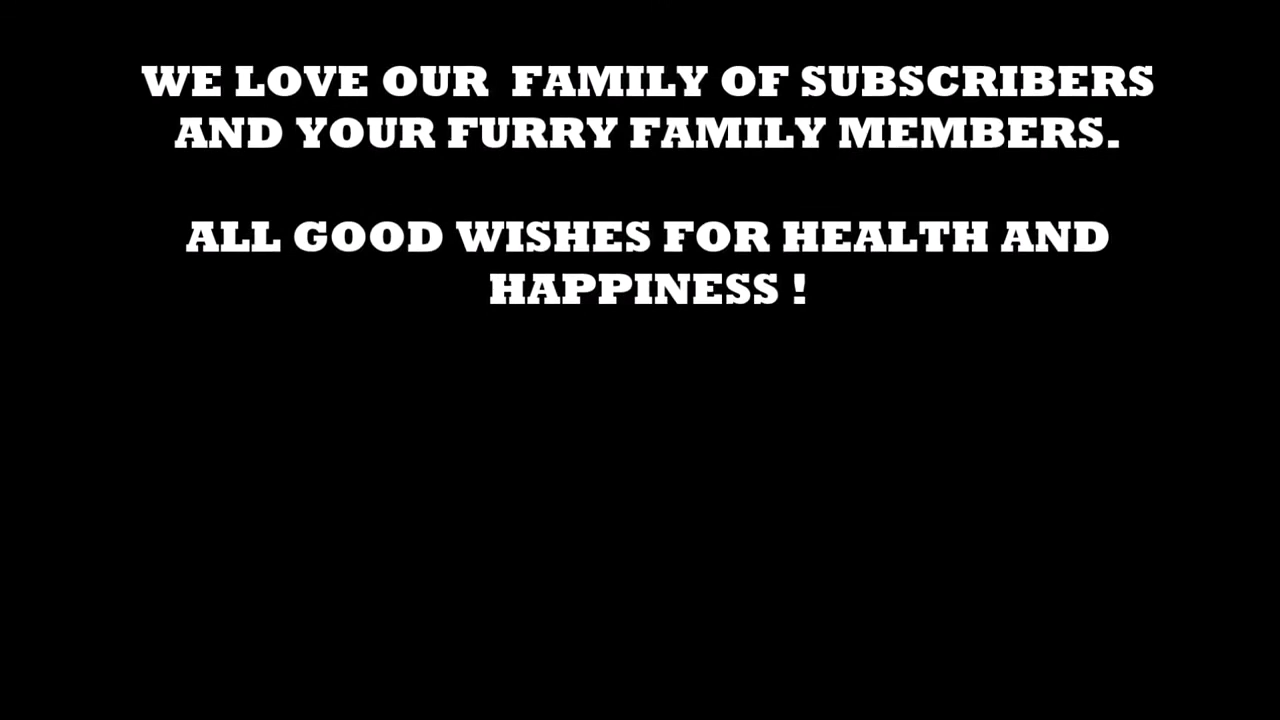 WE LOVE OUR  FAMILY OF SUBSCRIBERS
AND YOUR FURRY FAMILY MEMBERS.
ALL GOOD WISHES FOR HEALTH AND
HAPPINESS !